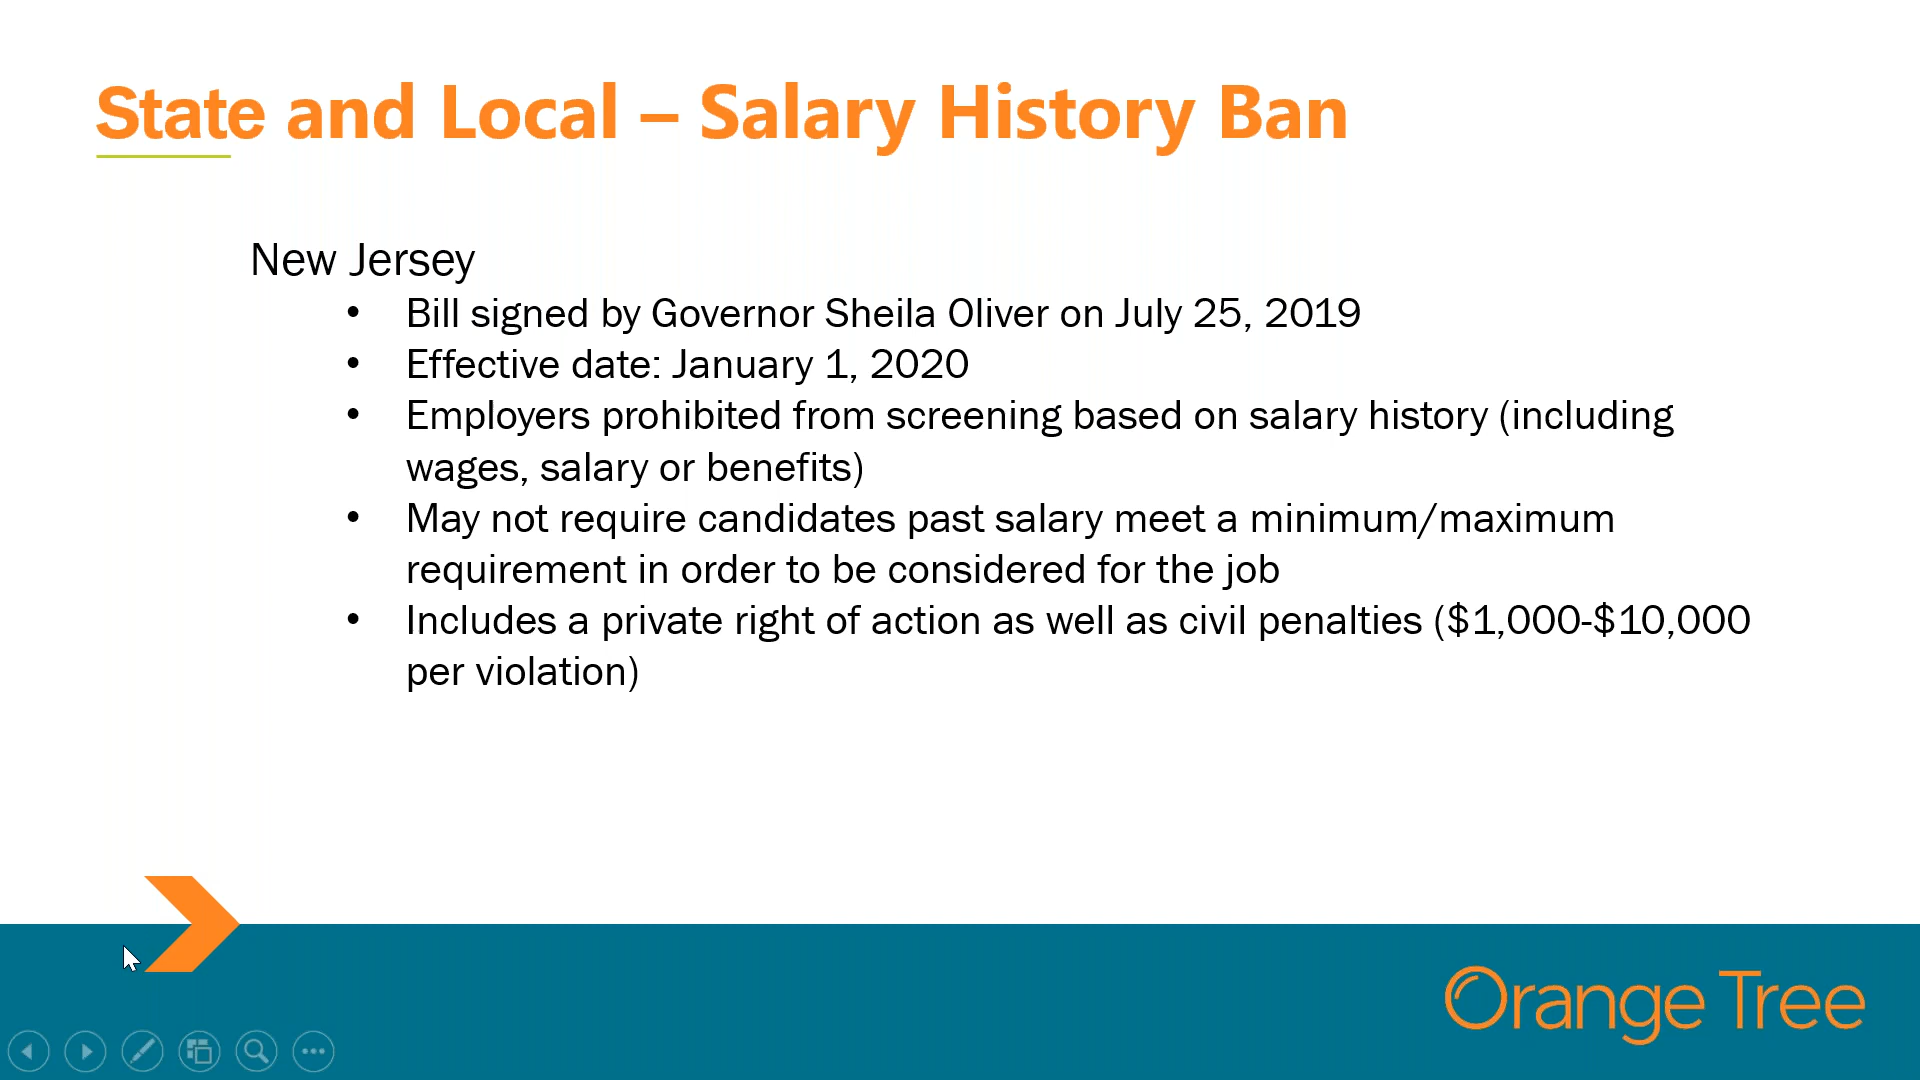 State and Local – Salary History Ban
New Jersey
• Bill signed by Governor Sheila Oliver on July 25, 2019
• Effective date: January 1, 2020
• Employers prohibited from screening based on salary history (including
wages, salary or benefits)
• May not require candidates past salary meet a minimum/maximum
requirement in order to be considered for the job
• Includes a private right of action as well as civil penalties ($1,000-$10,000
per violation)
Orange Tree